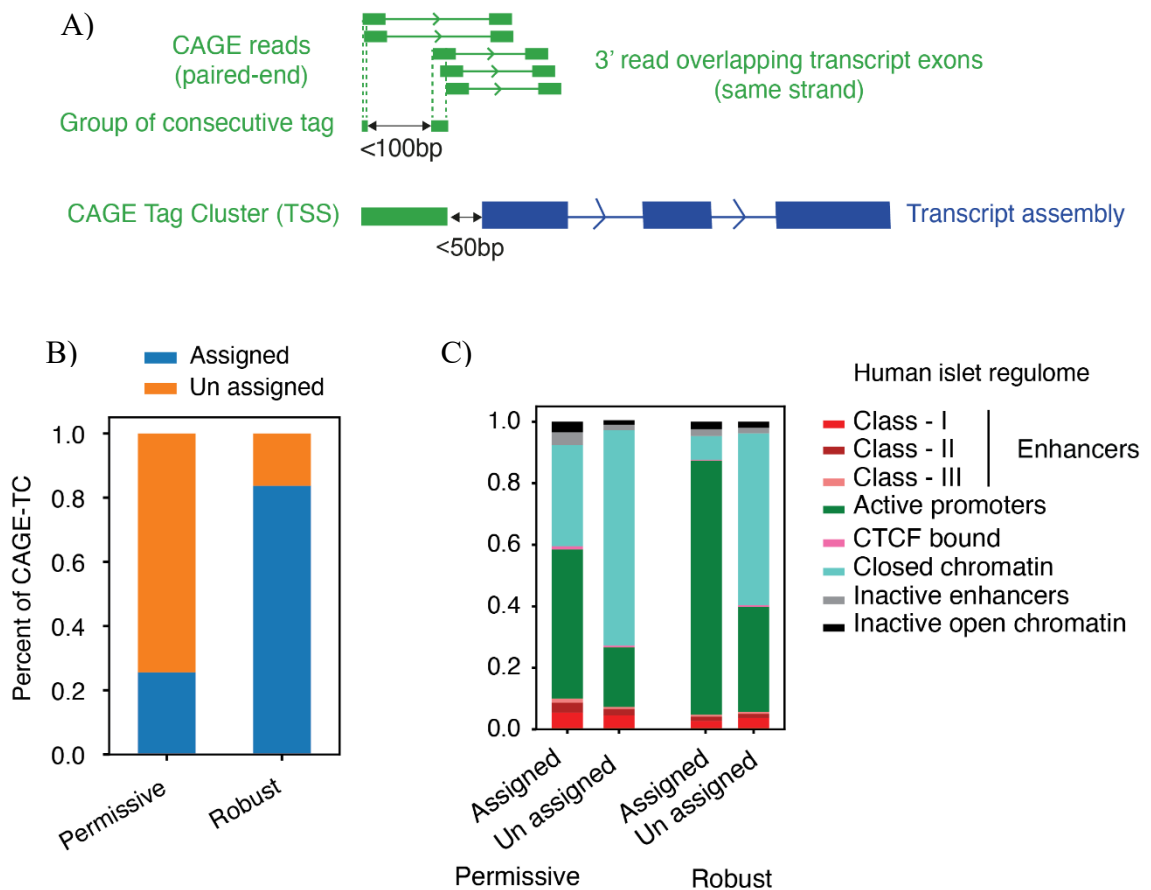 A)
CAGE reads
(paired-end)
3' read overlapping transcript exons
(same strand)
Group of consecutive tag
<100bp
CAGE Tag Cluster (TSS)
Transcript assembly
<50bp
B)
Assigned
Un assigned
Percent of CAGE-TC
1.0
0.8
0.6
0.4
0.2
0.0
Permissive
Robust
C)
1.0
0.8
0.6
0.4
0.2
0.0
Assigned
Un assigned
Assigned
Un assigned
Permissive
Robust
Human islet regulome
Class - I
Class - II
Class - III
Enhancers
Active promoters
CTCF bound
Closed chromatin
Inactive enhancers
Inactive open chromatin